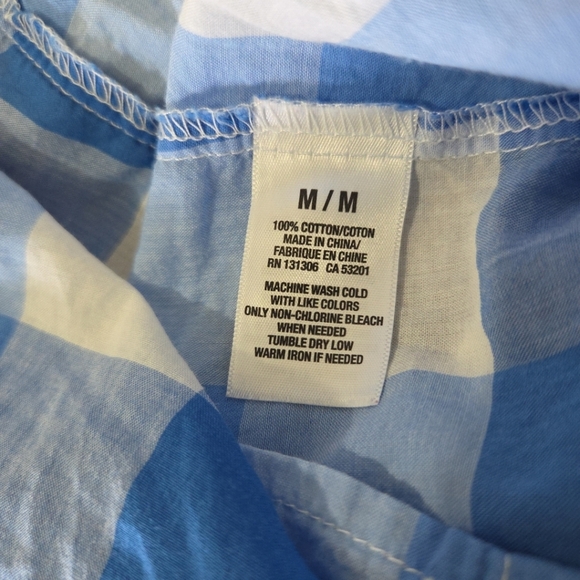 M / M
100% COTTON/COTON
MADE IN CHINA/
FABRIQUE EN CHINE
RN 131306 CA 53201
MACHINE WASH COLD
WITH LIKE COLORS
ONLY NON-CHLORINE BLEACH
WHEN NEEDED
TUMBLE DRY LOW
WARM IRON IF NEEDED